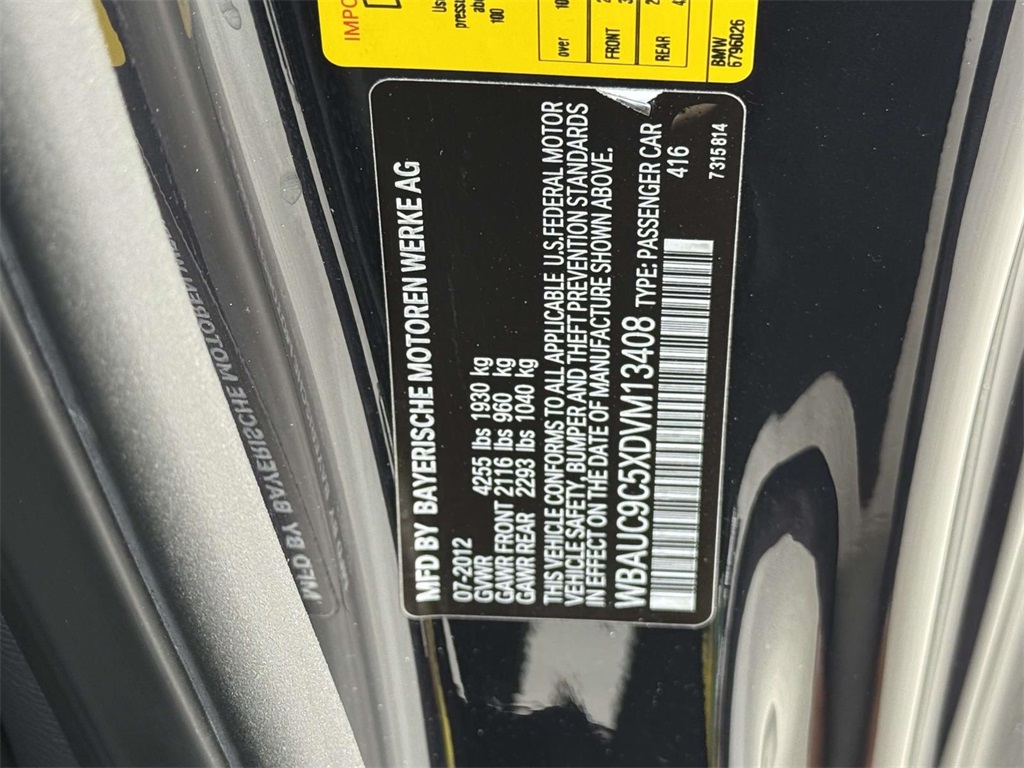 MFD BY BAYERISCHE MOTOREN WERKE AG
07-2012
GVWR 4255 lbs 1930 kg
GAWR FRONT 2116 lbs 960 kg
GAWR REAR 2293 lbs 1040 kg
THIS VEHICLE CONFORMS TO ALL APPLICABLE U.S.FEDERAL MOTOR
VEHICLE SAFETY, BUMPER AND THEFT PREVENTION STANDARDS
IN EFFECT ON THE DATE OF MANUFACTURE SHOWN ABOVE.
WBAUC9C5XDVM13408 TYPE: PASSENGER CAR
416
7315814
over
FRONT
REAR
BMW
6796026
MFD BY BAYERISCHE MOTOREN